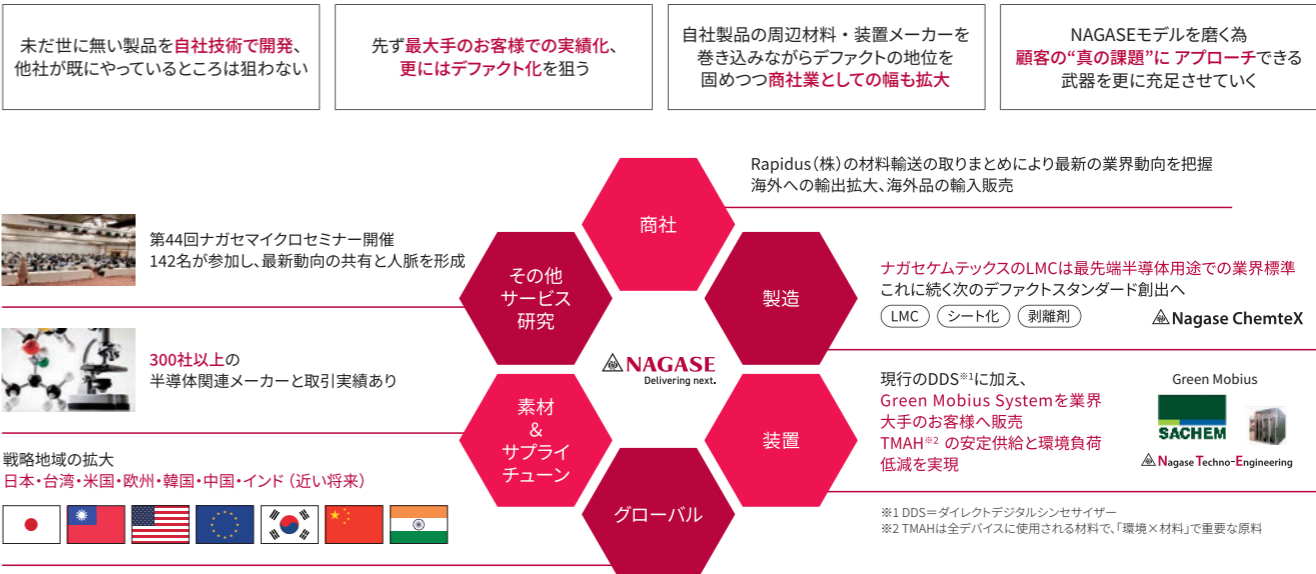 未だ世に無い製品を自社技術で開発、
他社が既にやっているところは狙わない
先ず最大手のお客様での実績化、
更にはデファクト化を狙う
自社製品の周辺材料・装置メーカーを
巻き込みながらデファクトの地位を
固めつつ商社業としての幅も拡大
NAGASEモデルを磨く為
顧客の“真の課題”に アプローチできる
武器を更に充足させていく
Rapidus(株)の材料輸送の取りまとめにより最新の業界動向を把握
海外への輸出拡大、海外品の輸入販売
商社
第44回ナガセマイクロセミナー開催
142名が参加し、最新動向の共有と人脈を形成
その他
サービス
研究
製造
ナガセケムテックスのLMCは最先端半導体用途での業界標準
これに続く次のデファクトスタンダード創出へ
LMC シート化 剥離剤
Nagase ChemteX
300社以上の
半導体関連メーカーと取引実績あり
NAGASE
Delivering next.
現行のDDS※1に加え、
Green Mobius Systemを業界
大手のお客様へ販売
TMAH※2 の安定供給と環境負荷
低減を実現
Green Mobius
SACHEM
Nagase Techno-Engineering
素材
&
サプライ
チェーン
装置
戦略地域の拡大
日本・台湾・米国・欧州・韓国・中国・インド（近い将来）
グローバル
※1 DDS=ダイレクトデジタルシンセサイザー
※2 TMAHは全デバイスに使用される材料で、「環境×材料」で重要な原料